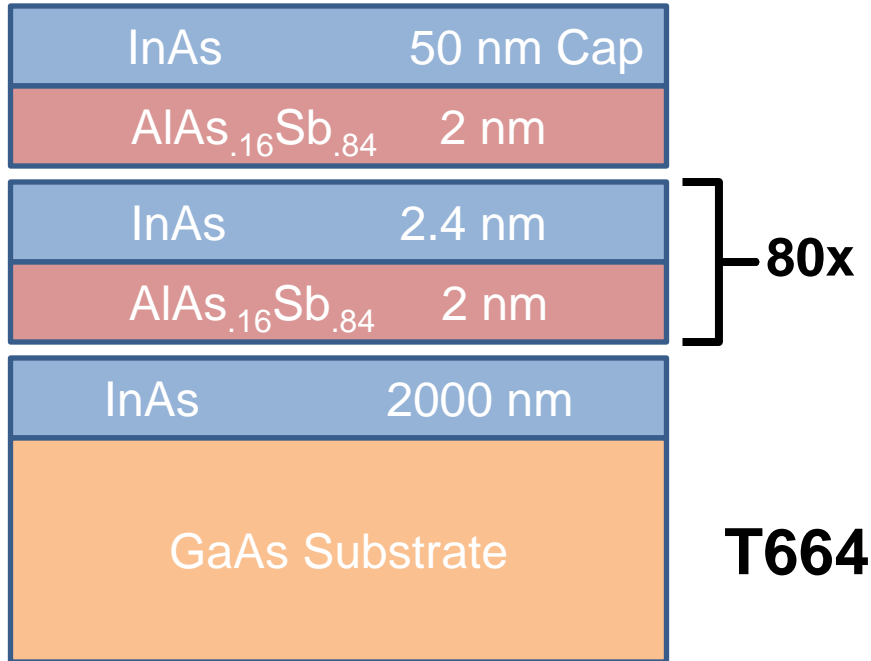 InAs 50 nm Cap
AlAs.16Sb.84 2 nm
InAs 2.4 nm
80x
AlAs.16Sb.84 2 nm
InAs 2000 nm
GaAs Substrate
T664